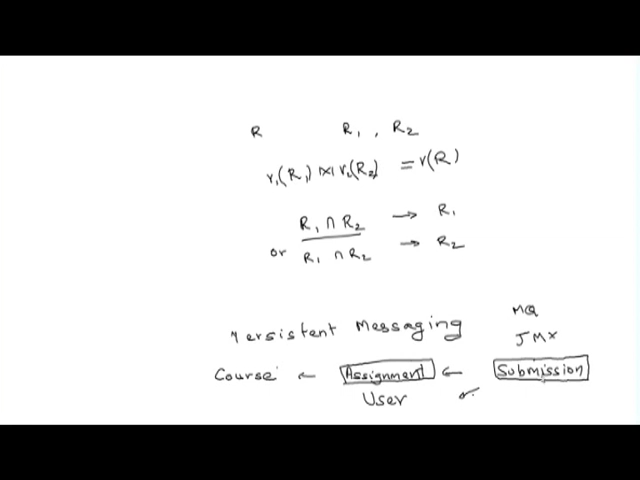 R R₁ , R₂
r₁(R₁) ⋈ r₂(R₂) = r(R)
R₁ ∩ R₂ → R₁
or R₁ ∩ R₂ → R₂
Persistent Messaging MQ
JMX
Course ← Assignment ← Submission
User